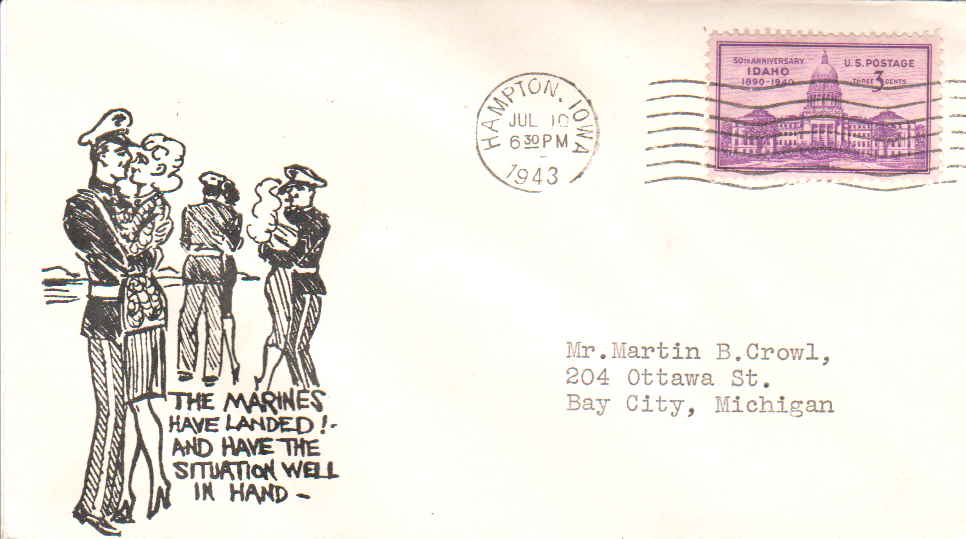 50TH ANNIVERSARY
IDAHO
1890-1940
U.S. POSTAGE
THREE 3 CENTS
HAMPTON, IOWA
JUL 10
6 30 PM
1943
THE MARINES
HAVE LANDED!-
AND HAVE THE
SITUATION WELL
IN HAND -
Mr.Martin B.Crowl,
204 Ottawa St.
Bay City, Michigan